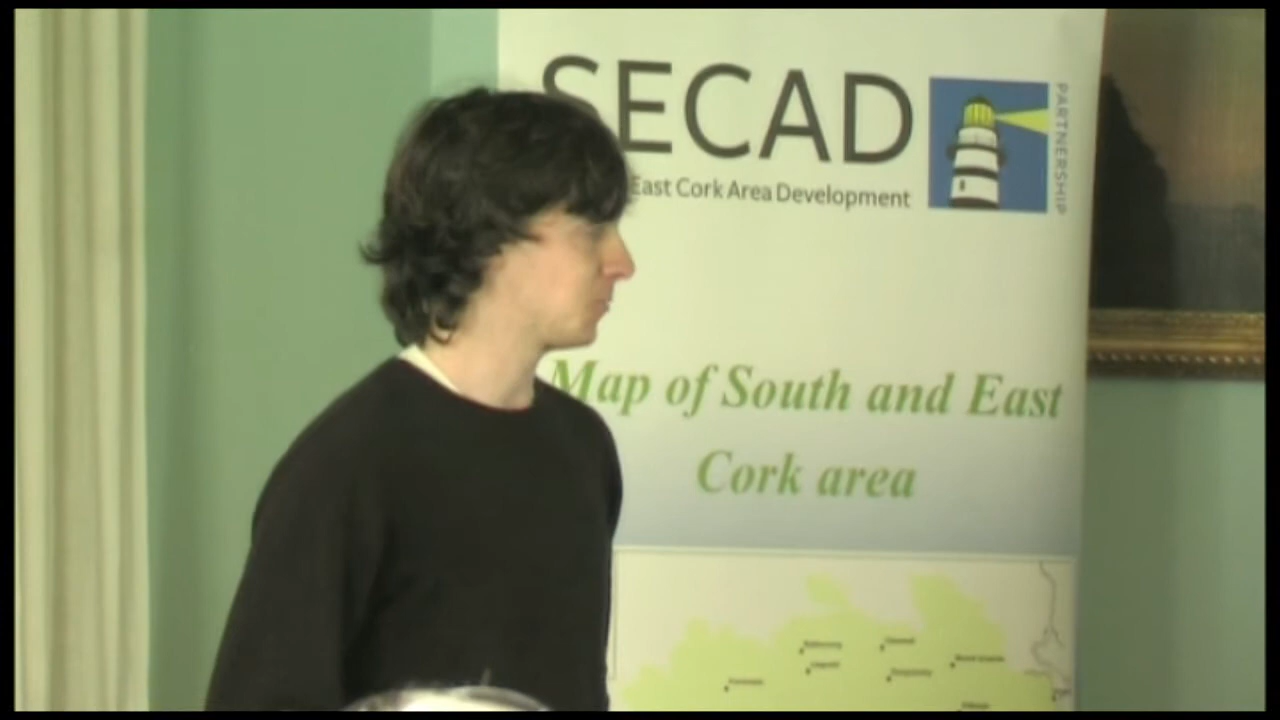 SECAD
PARTNERSHIP
East Cork Area Development
Map of South and East
Cork area